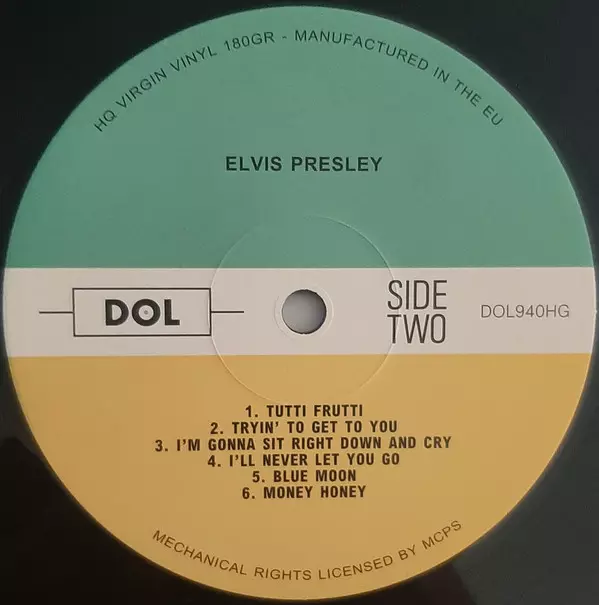 HQ VIRGIN VINYL 180GR - MANUFACTURED IN THE EU
ELVIS PRESLEY
DOL
SIDE
TWO
DOL940HG
1. TUTTI FRUTTI
2. TRYIN' TO GET TO YOU
3. I'M GONNA SIT RIGHT DOWN AND CRY
4. I'LL NEVER LET YOU GO
5. BLUE MOON
6. MONEY HONEY
MECHANICAL RIGHTS LICENSED BY MCPS